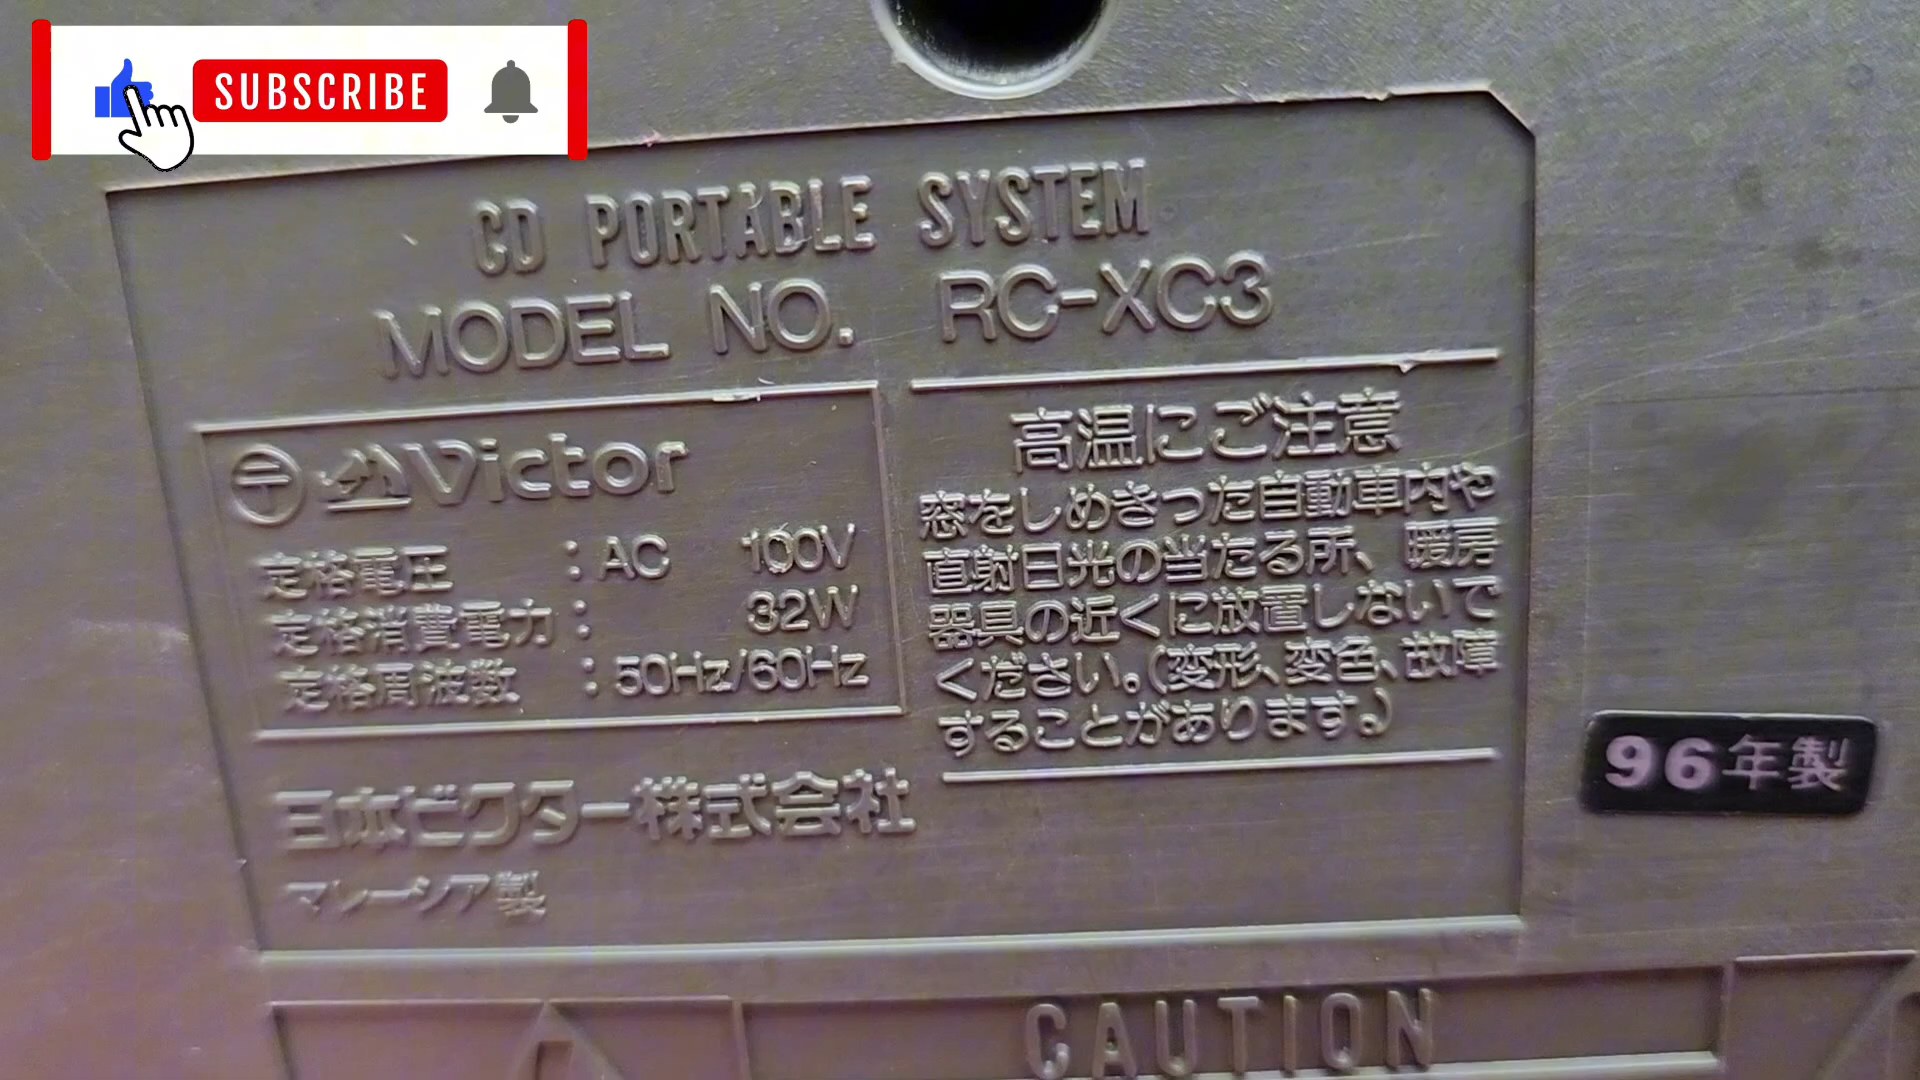 SUBSCRIBE
CD PORTABLE SYSTEM
MODEL NO. RC-XC3
Victor
定格電圧 : AC 100V
定格消費電力 : 32W
定格周波数 : 50Hz/60Hz
高温にご注意
窓をしめきった自動車内や
直射日光の当たる所、暖房
器具の近くに放置しないで
ください。(変形、変色、故障
することがあります。)
日本ビクター株式会社
マレーシア製
96年製
CAUTION